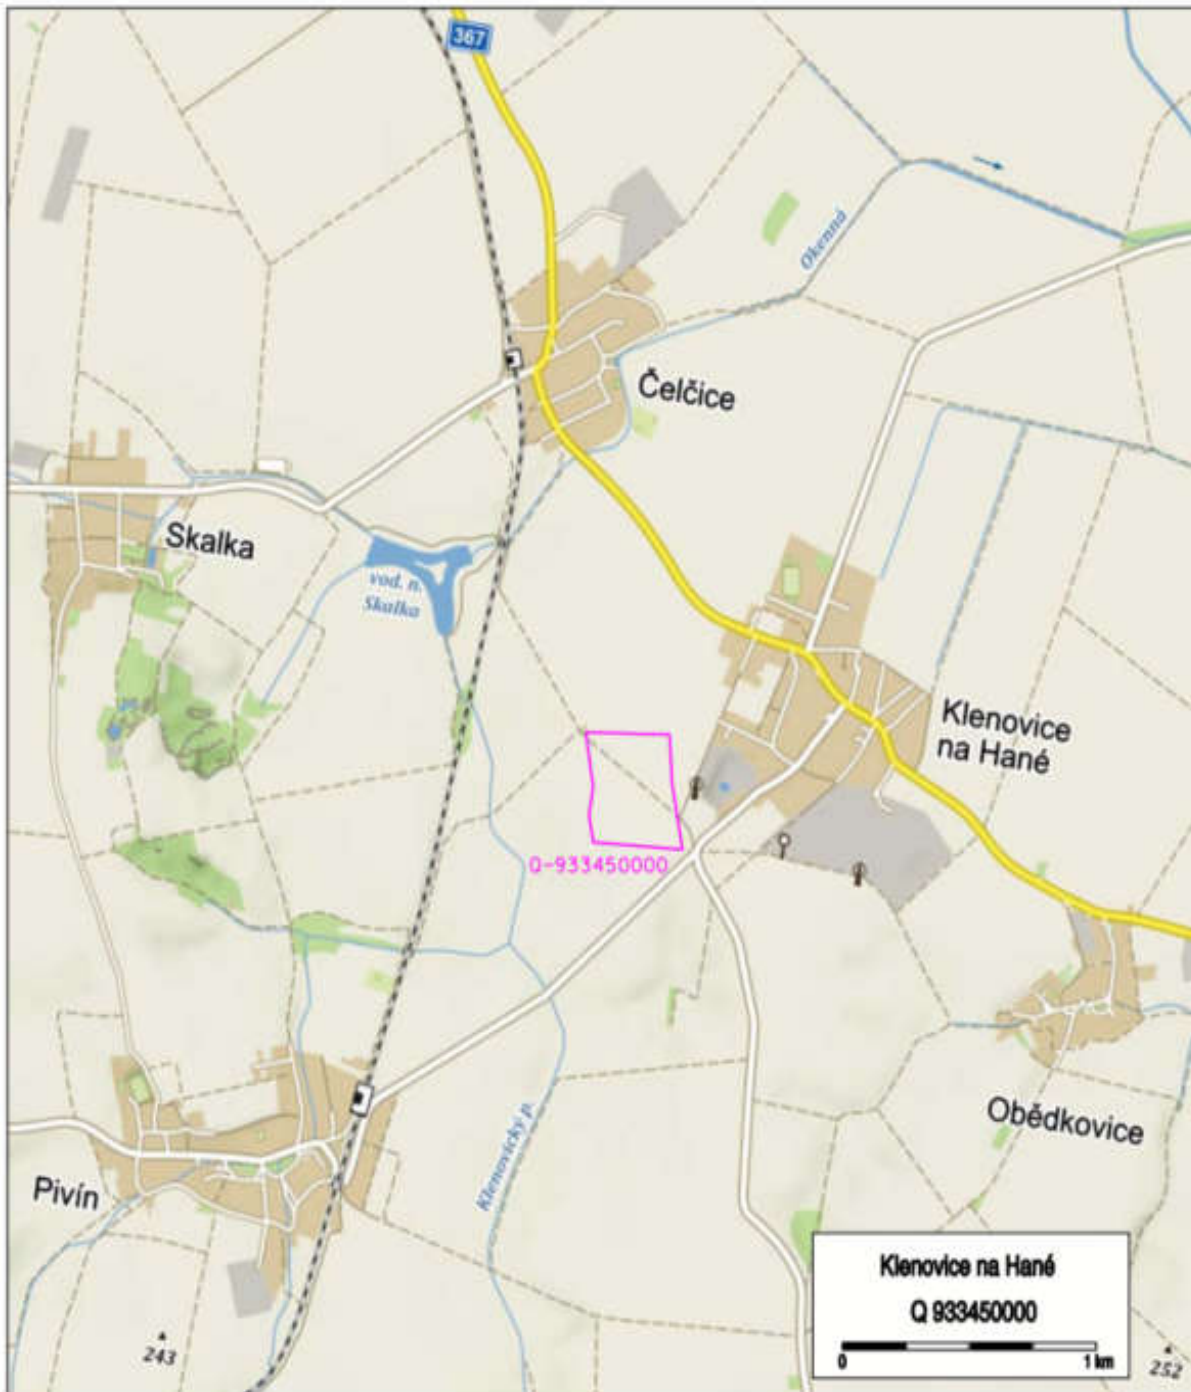 367
Okenná
Čelčice
Skalka
vod. n.
Skalka
Klenovice
na Hané
Q-933450000
Obědkovice
Klenovický p.
Pivín
243
Klenovice na Hané
Q 933450000
0 1 km
252